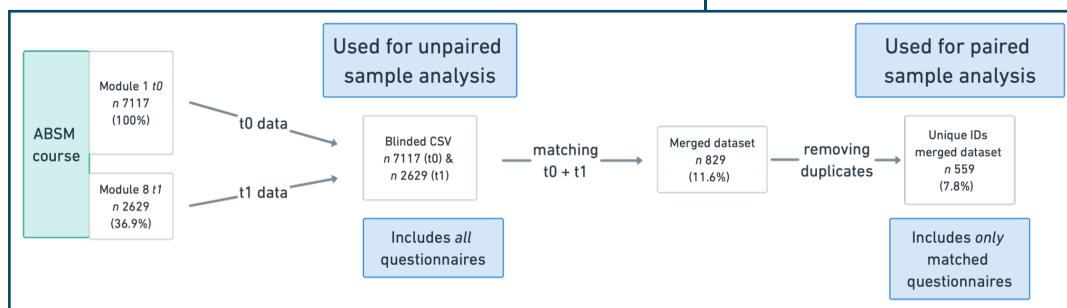 Used for unpaired
sample analysis
Used for paired
sample analysis
ABSM
course
Module 1 t0
n 7117
(100%)
Module 8 t1
n 2629
(36.9%)
t0 data
t1 data
Blinded CSV
n 7117 (t0) &
n 2629 (t1)
matching
t0 + t1
Merged dataset
n 829
(11.6%)
removing
duplicates
Unique IDs
merged dataset
n 559
(7.8%)
Includes all
questionnaires
Includes only
matched
questionnaires